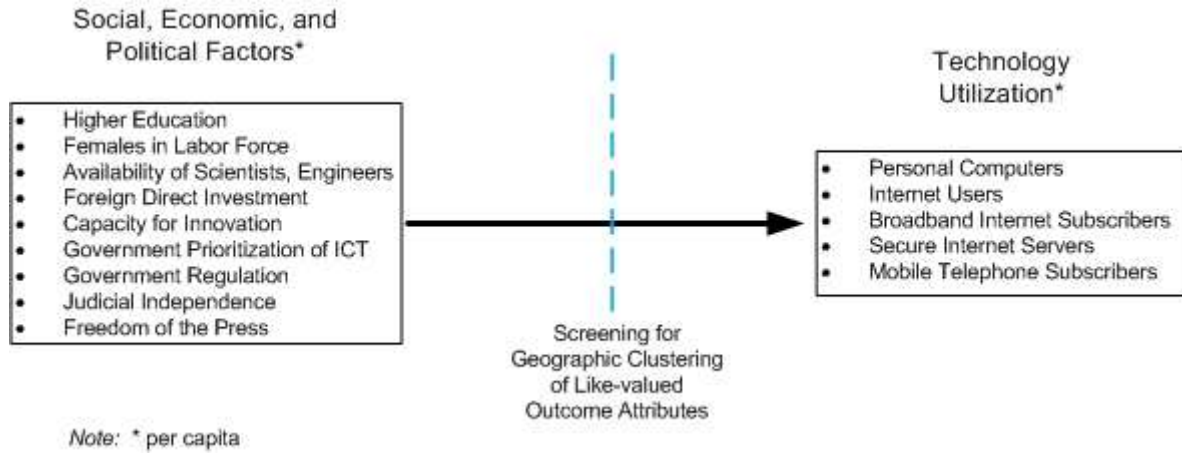 Social, Economic, and
Political Factors*
• Higher Education
• Females in Labor Force
• Availability of Scientists, Engineers
• Foreign Direct Investment
• Capacity for Innovation
• Government Prioritization of ICT
• Government Regulation
• Judicial Independence
• Freedom of the Press
Screening for
Geographic Clustering
of Like-valued
Outcome Attributes
Technology
Utilization*
• Personal Computers
• Internet Users
• Broadband Internet Subscribers
• Secure Internet Servers
• Mobile Telephone Subscribers
Note: * per capita